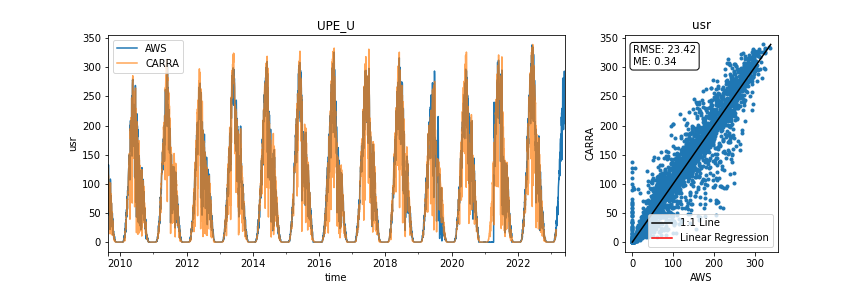 UPE_U
usr
350
300
250
200
150
100
50
0
usr
AWS
CARRA
2010
2012
2014
2016
2018
2020
2022
time
350
300
250
200
150
100
50
0
CARRA
RMSE: 23.42
ME: 0.34
1:1 Line
Linear Regression
0
100
200
300
AWS